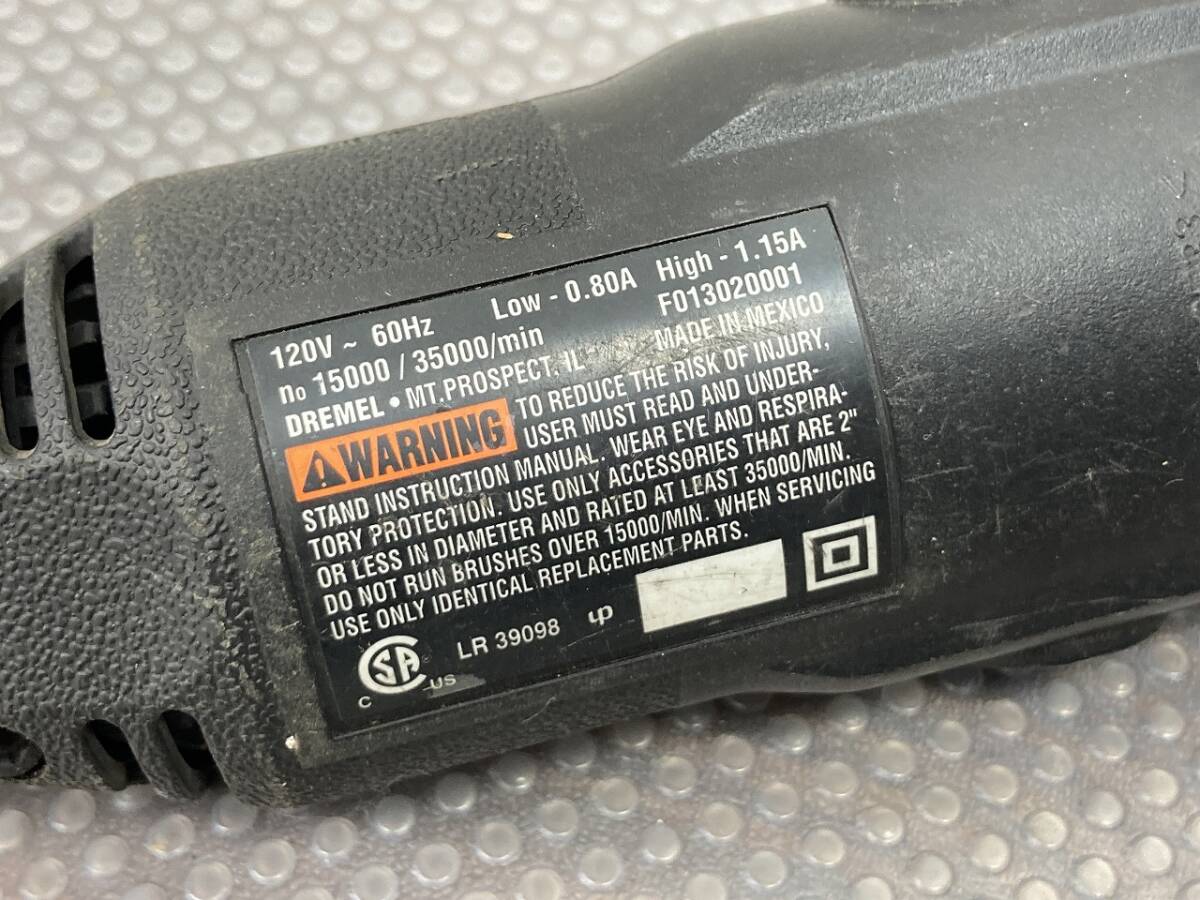 120V ~ 60Hz Low - 0.80A High - 1.15A
no 15000 / 35000/min F013020001
DREMEL • MT. PROSPECT, IL MADE IN MEXICO
WARNING TO REDUCE THE RISK OF INJURY,
USER MUST READ AND UNDER-
STAND INSTRUCTION MANUAL. WEAR EYE AND RESPIRA-
TORY PROTECTION. USE ONLY ACCESSORIES THAT ARE 2"
OR LESS IN DIAMETER AND RATED AT LEAST 35000/MIN.
DO NOT RUN BRUSHES OVER 15000/MIN. WHEN SERVICING
USE ONLY IDENTICAL REPLACEMENT PARTS.
C SA US LR 39098